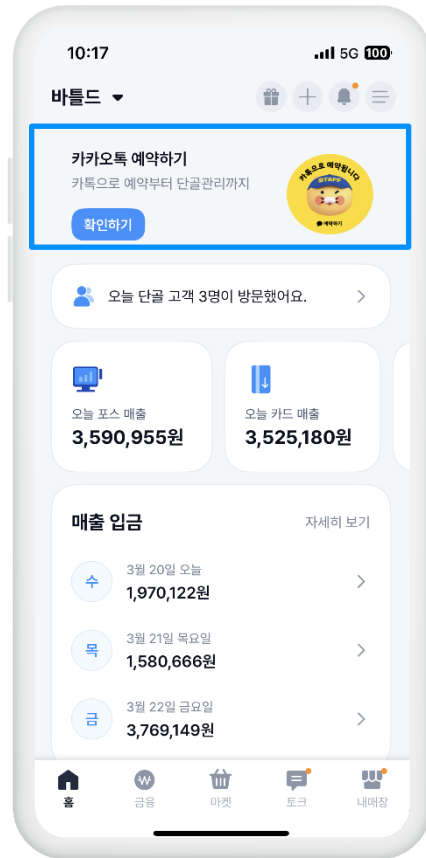 10:17
5G 100
바틀드
카카오톡 예약하기
카톡으로 예약부터 단골관리까지
확인하기
카톡으로 예약됩니다
STAFF
예약하기
오늘 단골 고객 3명이 방문했어요.
오늘 포스 매출
3,590,955원
오늘 카드 매출
3,525,180원
매출 입금
자세히 보기
수
3월 20일 오늘
1,970,122원
목
3월 21일 목요일
1,580,666원
금
3월 22일 금요일
3,769,149원
홈
금융
마켓
토크
내매장